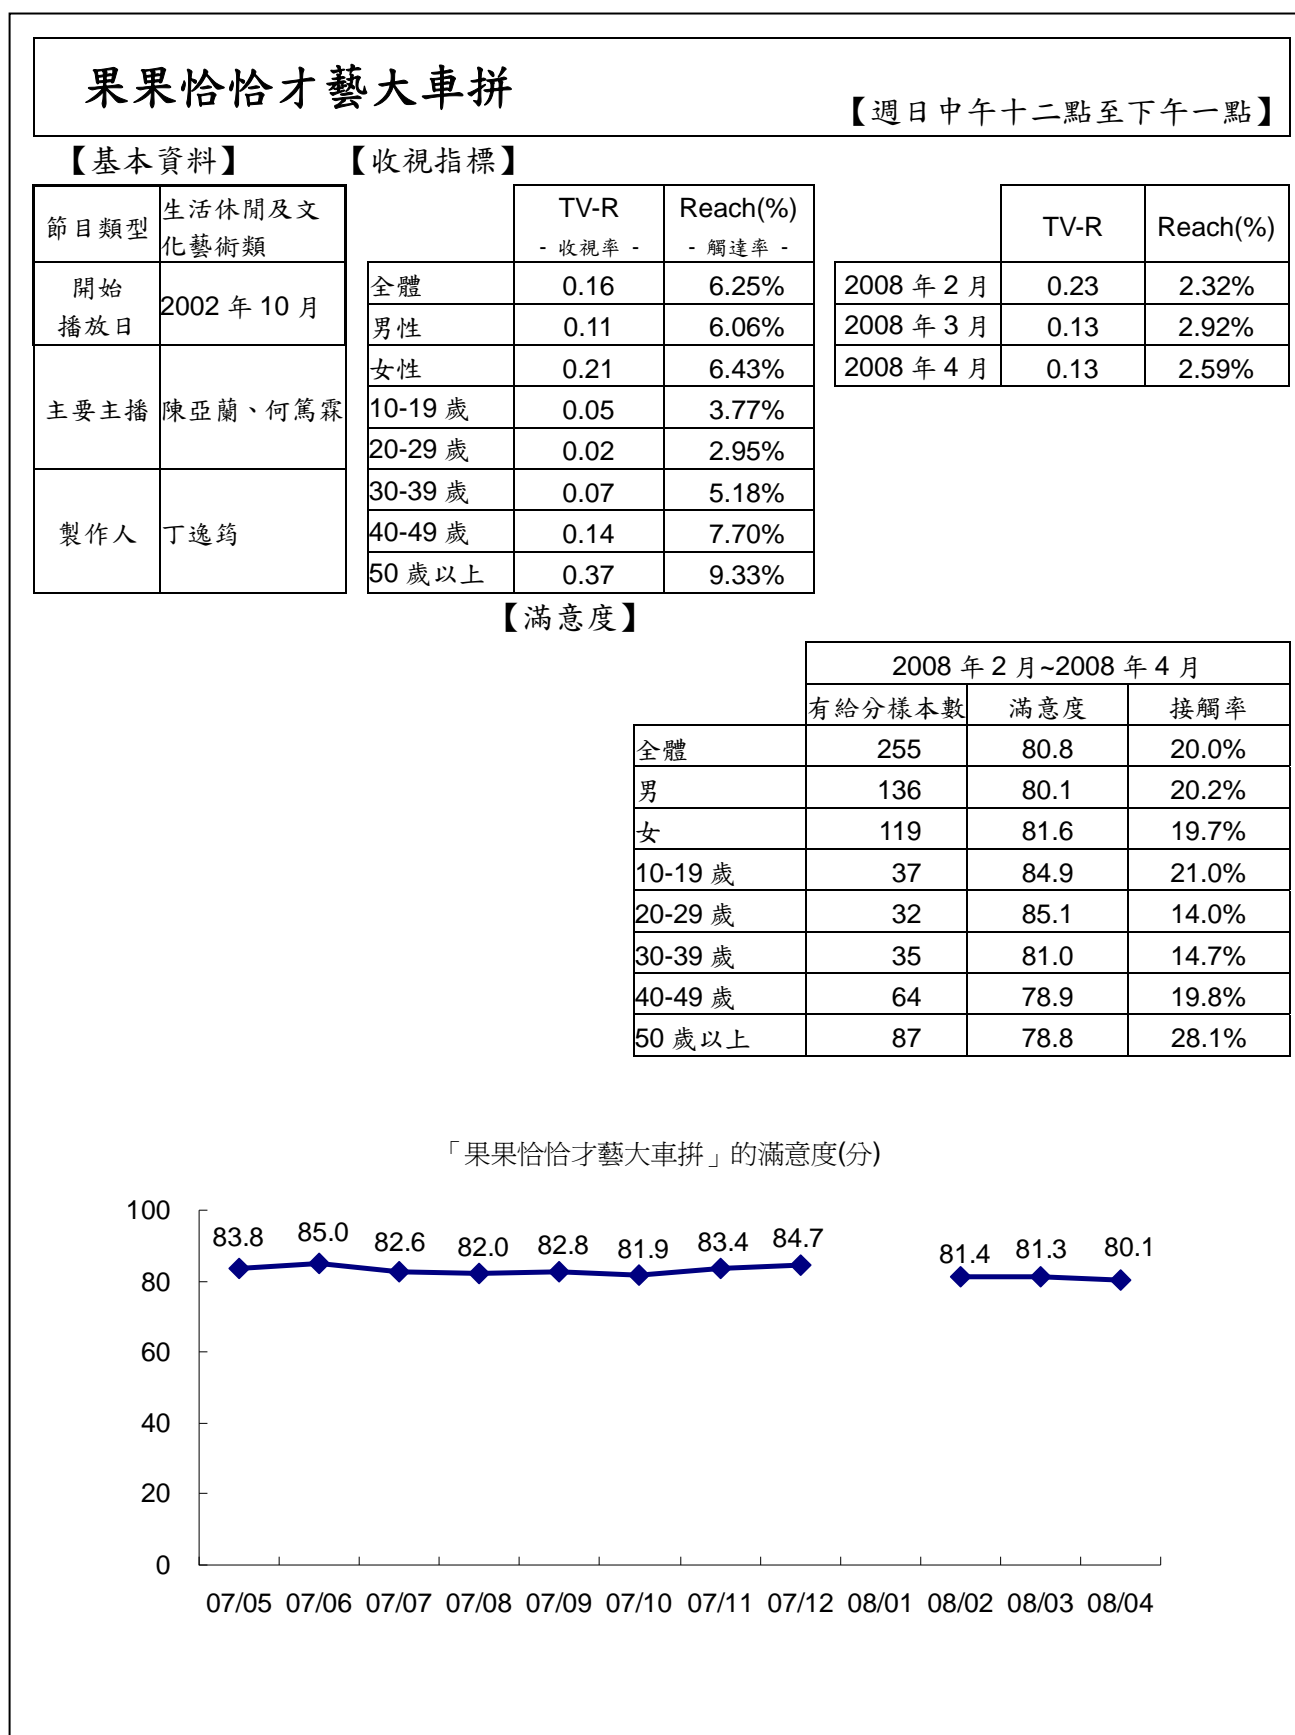 果果恰恰才藝大車拼
【週日中午十二點至下午一點】
【基本資料】 【收視指標】
節目類型 生活休閒及文化藝術類
開始播放日 2002 年 10 月
主要主播 陳亞蘭、何篤霖
製作人 丁逸筠
TV-R Reach(%)
- 收視率 - - 觸達率 -
全體 0.16 6.25%
男性 0.11 6.06%
女性 0.21 6.43%
10-19 歲 0.05 3.77%
20-29 歲 0.02 2.95%
30-39 歲 0.07 5.18%
40-49 歲 0.14 7.70%
50 歲以上 0.37 9.33%
TV-R Reach(%)
2008 年 2 月 0.23 2.32%
2008 年 3 月 0.13 2.92%
2008 年 4 月 0.13 2.59%
【滿意度】
2008 年 2 月~2008 年 4 月
有給分樣本數 滿意度 接觸率
全體 255 80.8 20.0%
男 136 80.1 20.2%
女 119 81.6 19.7%
10-19 歲 37 84.9 21.0%
20-29 歲 32 85.1 14.0%
30-39 歲 35 81.0 14.7%
40-49 歲 64 78.9 19.8%
50 歲以上 87 78.8 28.1%
「果果恰恰才藝大車拚」的滿意度(分)
100
83.8 85.0 82.6 82.0 82.8 81.9 83.4 84.7 81.4 81.3 80.1
80
60
40
20
0
07/05 07/06 07/07 07/08 07/09 07/10 07/11 07/12 08/01 08/02 08/03 08/04